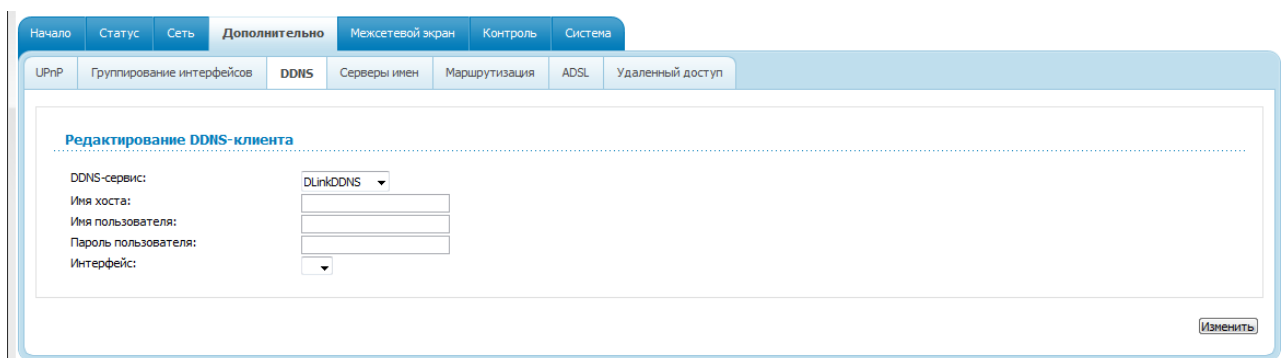 Начало Статус Сеть Дополнительно Межсетевой экран Контроль Система
UPnP Группирование интерфейсов DDNS Серверы имен Маршрутизация ADSL Удаленный доступ
Редактирование DDNS-клиента
DDNS-сервис: DLinkDDNS
Имя хоста:
Имя пользователя:
Пароль пользователя:
Интерфейс:
Изменить